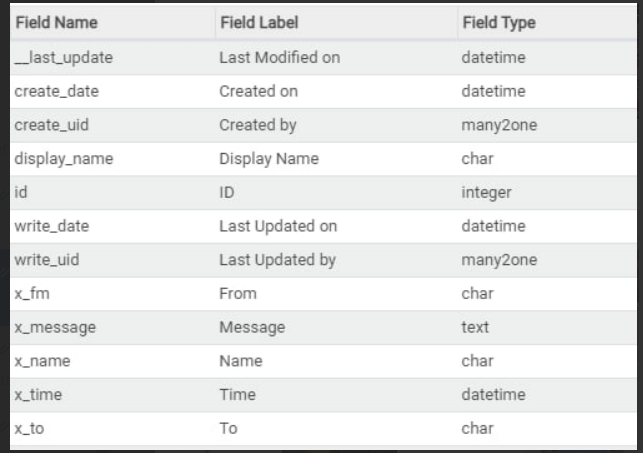 Field Name Field Label Field Type
__last_update Last Modified on datetime
create_date Created on datetime
create_uid Created by many2one
display_name Display Name char
id ID integer
write_date Last Updated on datetime
write_uid Last Updated by many2one
x_fm From char
x_message Message text
x_name Name char
x_time Time datetime
x_to To char